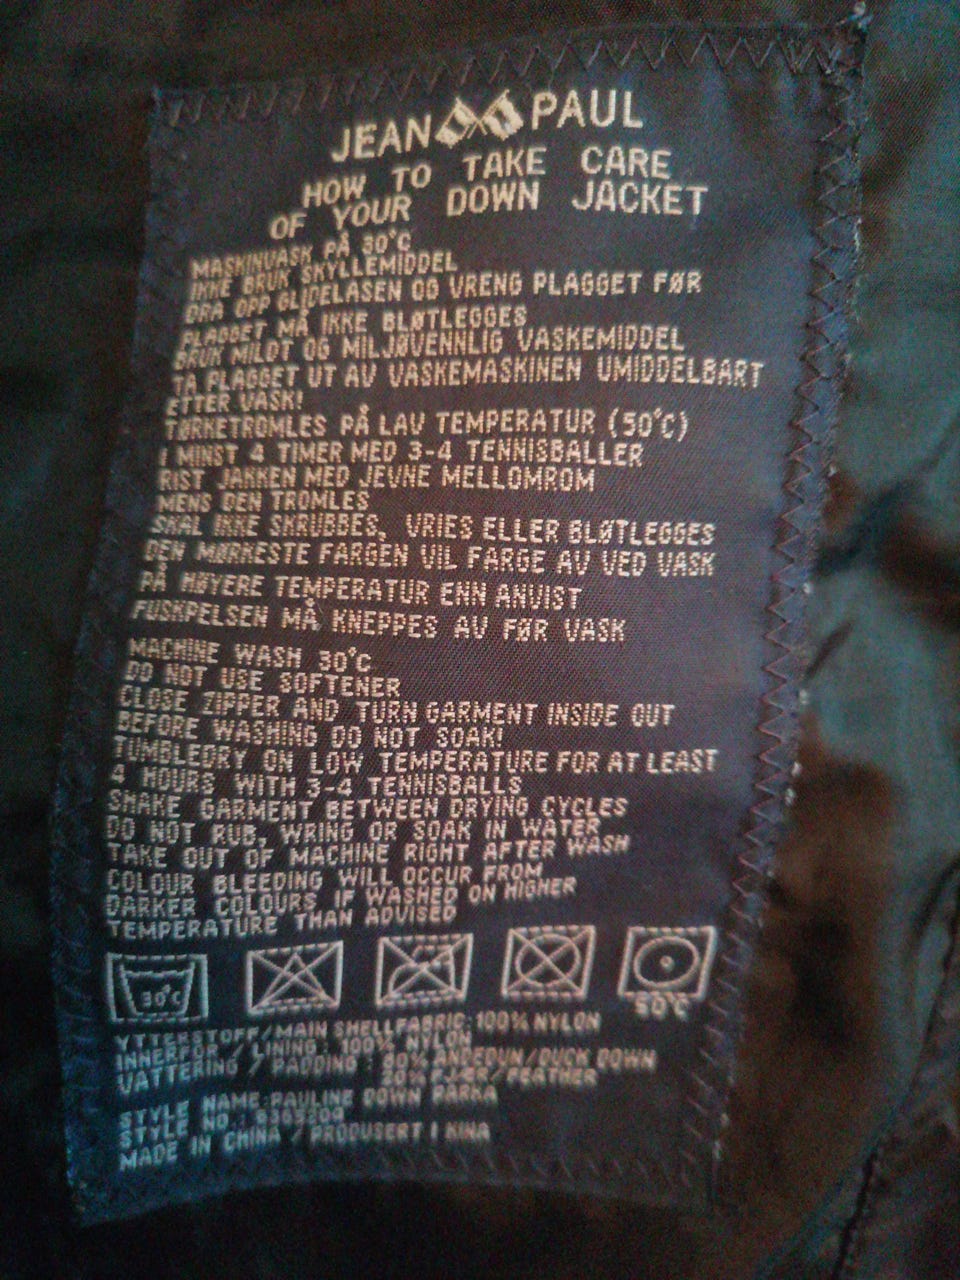 JEAN PAUL
HOW TO TAKE CARE
OF YOUR DOWN JACKET
MASKINVASK PÅ 30°C
IKKE BRUK SKYLLEMIDDEL
DRA OPP GLIDELÅSEN OG VRENG PLAGGET FØR
PLAGGET MÅ IKKE BLØTLEGGES
BRUK MILDT OG MILJØVENNLIG VASKEMIDDEL
TA PLAGGET UT AV VASKEMASKINEN UMIDDELBART
ETTER VASK!
TØRKETROMLES PÅ LAV TEMPERATUR (50°C)
I MINST 4 TIMER MED 3-4 TENNISBALLER
RIST JAKKEN MED JEVNE MELLOMROM
MENS DEN TROMLES
SKAL IKKE SKRUBBES, VRIES ELLER BLØTLEGGES
DEN MØRKESTE FARGEN VIL FARGE AV VED VASK
PÅ HØYERE TEMPERATUR ENN ANVIST
FUSKPELSEN MÅ KNEPPES AV FØR VASK
MACHINE WASH 30°C
DO NOT USE SOFTENER
CLOSE ZIPPER AND TURN GARMENT INSIDE OUT
BEFORE WASHING DO NOT SOAK!
TUMBLEDRY ON LOW TEMPERATURE FOR AT LEAST
4 HOURS WITH 3-4 TENNISBALLS
SHAKE GARMENT BETWEEN DRYING CYCLES
DO NOT RUB, WRING OR SOAK IN WATER
TAKE OUT OF MACHINE RIGHT AFTER WASH
COLOUR BLEEDING WILL OCCUR FROM
DARKER COLOURS IF WASHED ON HIGHER
TEMPERATURE THAN ADVISED
30°C
50°C
YTTERSTOFF/MAIN SHELLFABRIC: 100% NYLON
INNERFOR / LINING: 100% NYLON
VATTERING / PADDING: 80% ANDEDUN/DUCK DOWN
20% FJÆR/FEATHER
STYLE NAME: PAULINE DOWN PARKA
STYLE NO.:
MADE IN CHINA / PRODUSERT I KINA